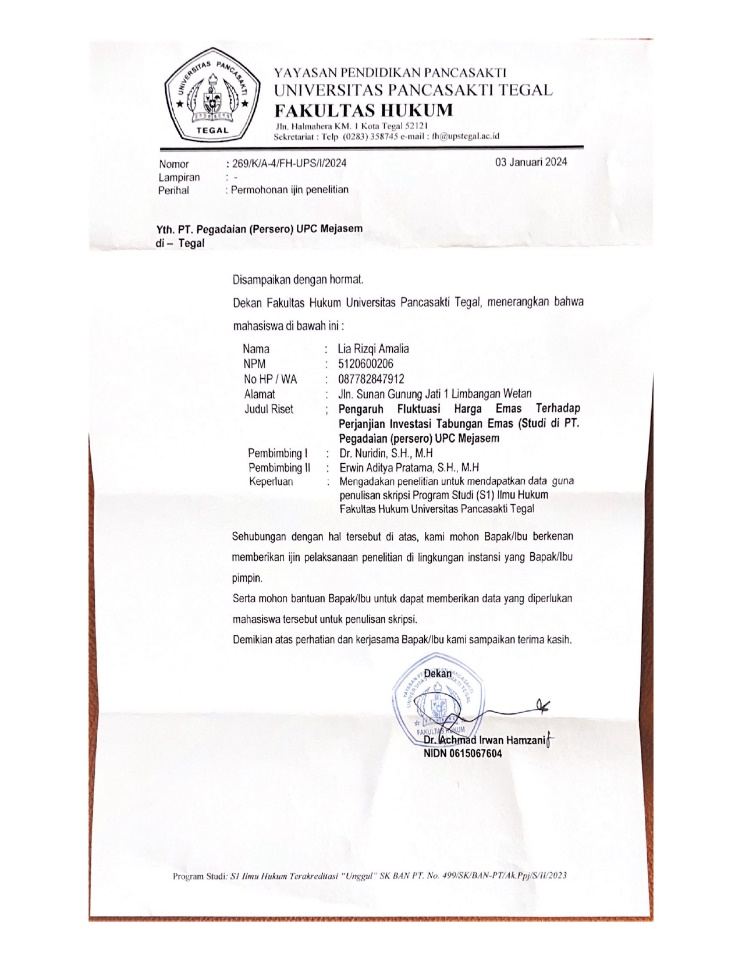 UNIVERSITAS PANCASAKTI
TEGAL
YAYASAN PENDIDIKAN PANCASAKTI
UNIVERSITAS PANCASAKTI TEGAL
FAKULTAS HUKUM
Jln. Halmahera KM. 1 Kota Tegal 52121
Sekretariat : Telp (0283) 358745 e-mail : fh@upstegal.ac.id
Nomor : 269/K/A-4/FH-UPS/I/2024 03 Januari 2024
Lampiran : -
Perihal : Permohonan ijin penelitian
Yth. PT. Pegadaian (Persero) UPC Mejasem
di – Tegal
Disampaikan dengan hormat.
Dekan Fakultas Hukum Universitas Pancasakti Tegal, menerangkan bahwa
mahasiswa di bawah ini :
Nama : Lia Rizqi Amalia
NPM : 5120600206
No HP / WA : 087782847912
Alamat : Jln. Sunan Gunung Jati 1 Limbangan Wetan
Judul Riset : Pengaruh Fluktuasi Harga Emas Terhadap
Perjanjian Investasi Tabungan Emas (Studi di PT.
Pegadaian (persero) UPC Mejasem
Pembimbing I : Dr. Nuridin, S.H., M.H
Pembimbing II : Erwin Aditya Pratama, S.H., M.H
Keperluan : Mengadakan penelitian untuk mendapatkan data guna
penulisan skripsi Program Studi (S1) Ilmu Hukum
Fakultas Hukum Universitas Pancasakti Tegal
Sehubungan dengan hal tersebut di atas, kami mohon Bapak/Ibu berkenan
memberikan ijin pelaksanaan penelitian di lingkungan instansi yang Bapak/Ibu
pimpin.
Serta mohon bantuan Bapak/Ibu untuk dapat memberikan data yang diperlukan
mahasiswa tersebut untuk penulisan skripsi.
Demikian atas perhatian dan kerjasama Bapak/Ibu kami sampaikan terima kasih.
Dekan
FAKULTAS HUKUM
Dr. Achmad Irwan Hamzani
NIDN 0615067604
Program Studi: S1 Ilmu Hukum Terakreditasi "Unggul" SK BAN PT. No. 499/SK/BAN-PT/Ak.Ppj/S/II/2023